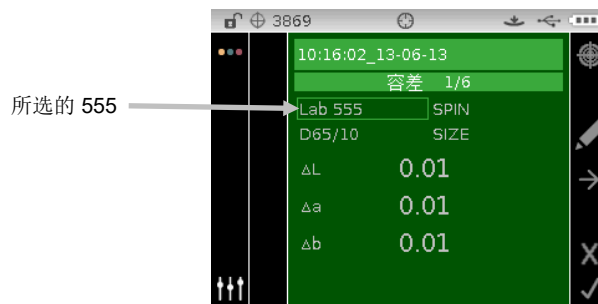 3869
10:16:02_13-06-13
容差 1/6
所选的 555
Lab 555 SPIN
D65/10 SIZE
ΔL 0.01
Δa 0.01
Δb 0.01